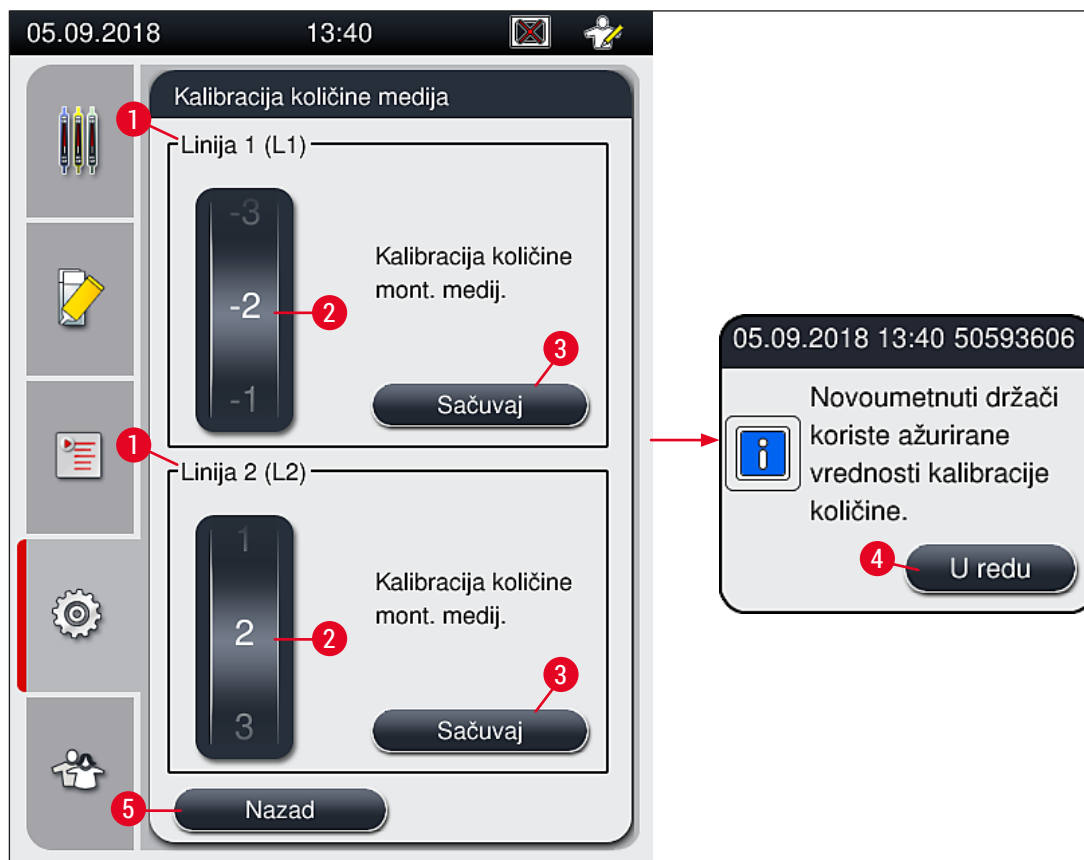 05.09.2018 13:40
Kalibracija količine medija
1
Linija 1 (L1)
-3
-2
-1
2
Kalibracija količine
mont. medij.
3
Sačuvaj
1
Linija 2 (L2)
1
2
3
2
Kalibracija količine
mont. medij.
3
Sačuvaj
5
Nazad
05.09.2018 13:40 50593606
Novoumetnuti držači
koriste ažurirane
vrednosti kalibracije
količine.
4
U redu